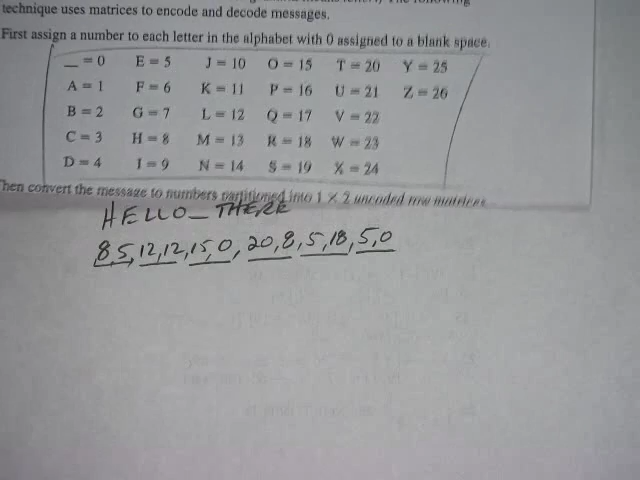 technique uses matrices to encode and decode messages.
First assign a number to each letter in the alphabet with 0 assigned to a blank space.
_ = 0 E = 5 J = 10 O = 15 T = 20 Y = 25
A = 1 F = 6 K = 11 P = 16 U = 21 Z = 26
B = 2 G = 7 L = 12 Q = 17 V = 22
C = 3 H = 8 M = 13 R = 18 W = 23
D = 4 I = 9 N = 14 S = 19 X = 24
Then convert the message to numbers partitioned into 1 × 2 uncoded row matrices
HELLO_THERE
8,5,12,12,15,0,20,8,5,18,5,0